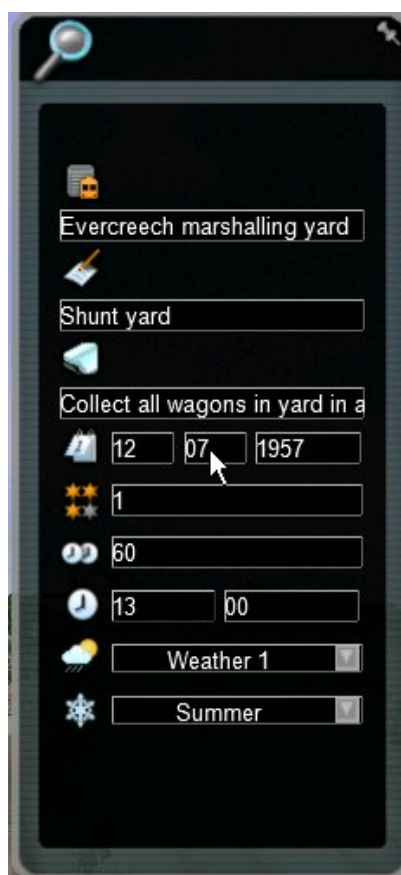 Evercreech marshalling yard
Shunt yard
Collect all wagons in yard in a
12 07 1957
1
60
13 00
Weather 1
Summer